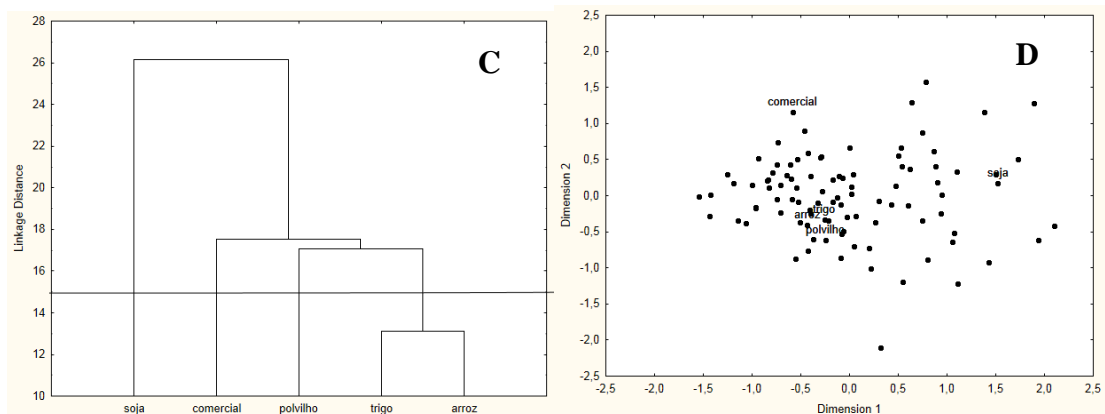 28
26
24
22
20
18
16
14
12
10
Linkage Distance
C
soja comercial polvilho trigo arroz
2,5
2,0
1,5
1,0
0,5
0,0
-0,5
-1,0
-1,5
-2,0
-2,5
Dimension 2
D
comercial
soja
trigo
arroz
polvilho
-2,5 -2,0 -1,5 -1,0 -0,5 0,0 0,5 1,0 1,5 2,0 2,5
Dimension 1